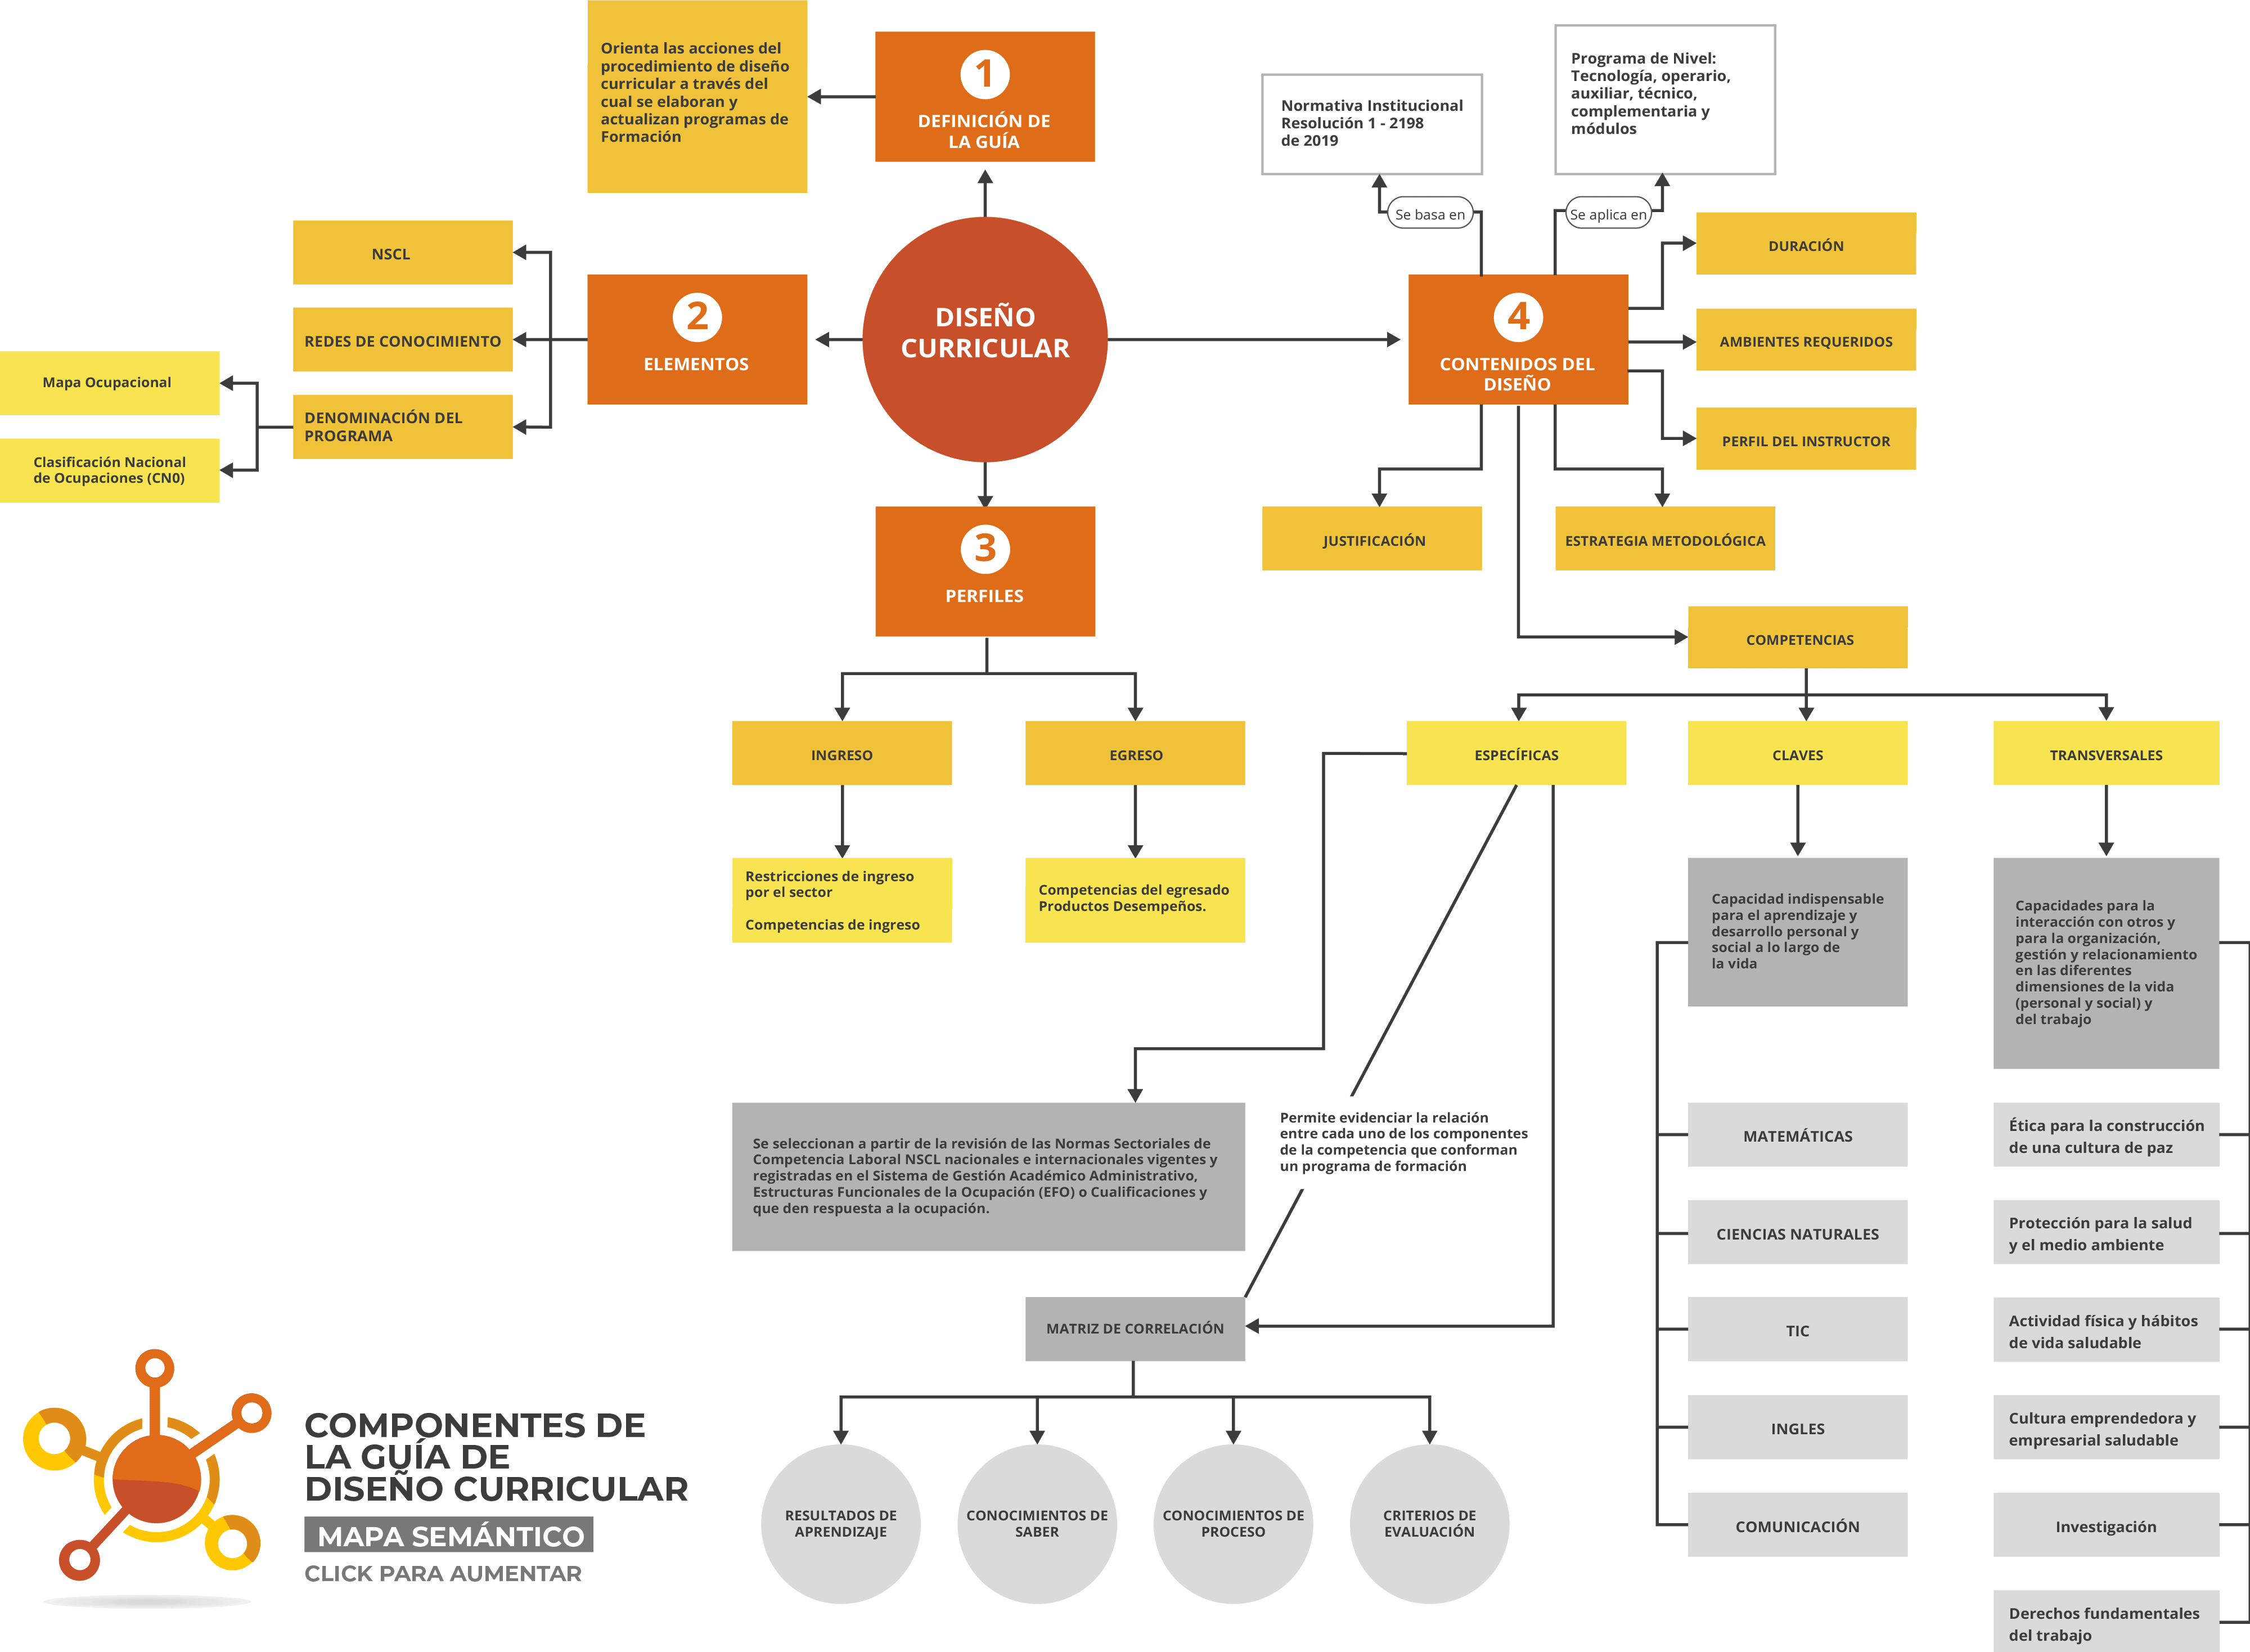 Orienta las acciones del
procedimiento de diseño
curricular a través del
cual se elaboran y
actualizan programas de
Formación
1
DEFINICIÓN DE
LA GUÍA
Normativa Institucional
Resolución 1 - 2198
de 2019
Programa de Nivel:
Tecnología, operario,
auxiliar, técnico,
complementaria y
módulos
Se basa en
Se aplica en
NSCL
REDES DE CONOCIMIENTO
DENOMINACIÓN DEL
PROGRAMA
Mapa Ocupacional
Clasificación Nacional
de Ocupaciones (CN0)
2
ELEMENTOS
DISEÑO
CURRICULAR
4
CONTENIDOS DEL
DISEÑO
DURACIÓN
AMBIENTES REQUERIDOS
PERFIL DEL INSTRUCTOR
JUSTIFICACIÓN
ESTRATEGIA METODOLÓGICA
3
PERFILES
COMPETENCIAS
INGRESO
EGRESO
ESPECÍFICAS
CLAVES
TRANSVERSALES
Restricciones de ingreso
por el sector
Competencias de ingreso
Competencias del egresado
Productos Desempeños.
Capacidad indispensable
para el aprendizaje y
desarrollo personal y
social a lo largo de
la vida
Capacidades para la
interacción con otros y
para la organización,
gestión y relacionamiento
en las diferentes
dimensiones de la vida
(personal y social) y
del trabajo
Se seleccionan a partir de la revisión de las Normas Sectoriales de
Competencia Laboral NSCL nacionales e internacionales vigentes y
registradas en el Sistema de Gestión Académico Administrativo,
Estructuras Funcionales de la Ocupación (EFO) o Cualificaciones y
que den respuesta a la ocupación.
Permite evidenciar la relación
entre cada uno de los componentes
de la competencia que conforman
un programa de formación
MATRIZ DE CORRELACIÓN
RESULTADOS DE
APRENDIZAJE
CONOCIMIENTOS DE
SABER
CONOCIMIENTOS DE
PROCESO
CRITERIOS DE
EVALUACIÓN
MATEMÁTICAS
CIENCIAS NATURALES
TIC
INGLES
COMUNICACIÓN
Ética para la construcción
de una cultura de paz
Protección para la salud
y el medio ambiente
Actividad física y hábitos
de vida saludable
Cultura emprendedora y
empresarial saludable
Investigación
Derechos fundamentales
del trabajo
COMPONENTES DE
LA GUÍA DE
DISEÑO CURRICULAR
MAPA SEMÁNTICO
CLICK PARA AUMENTAR